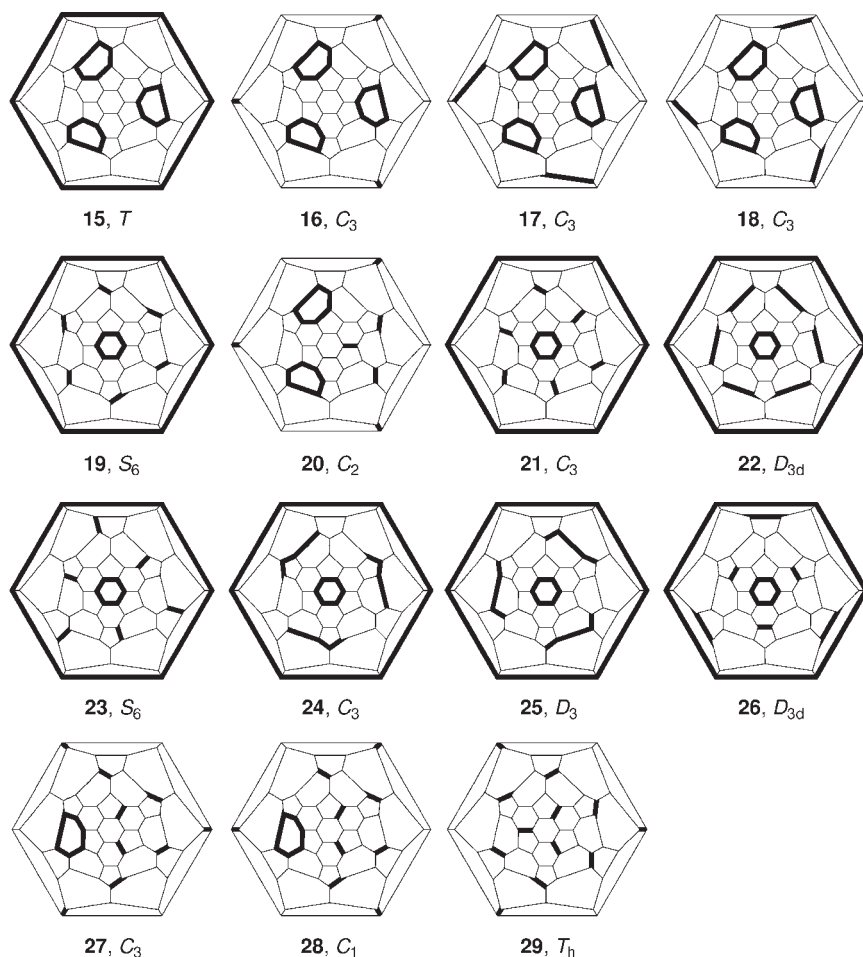 15, T 16, C3 17, C3 18, C3
19, S6 20, C2 21, C3 22, D3d
23, S6 24, C3 25, D3 26, D3d
27, C3 28, C1 29, Th